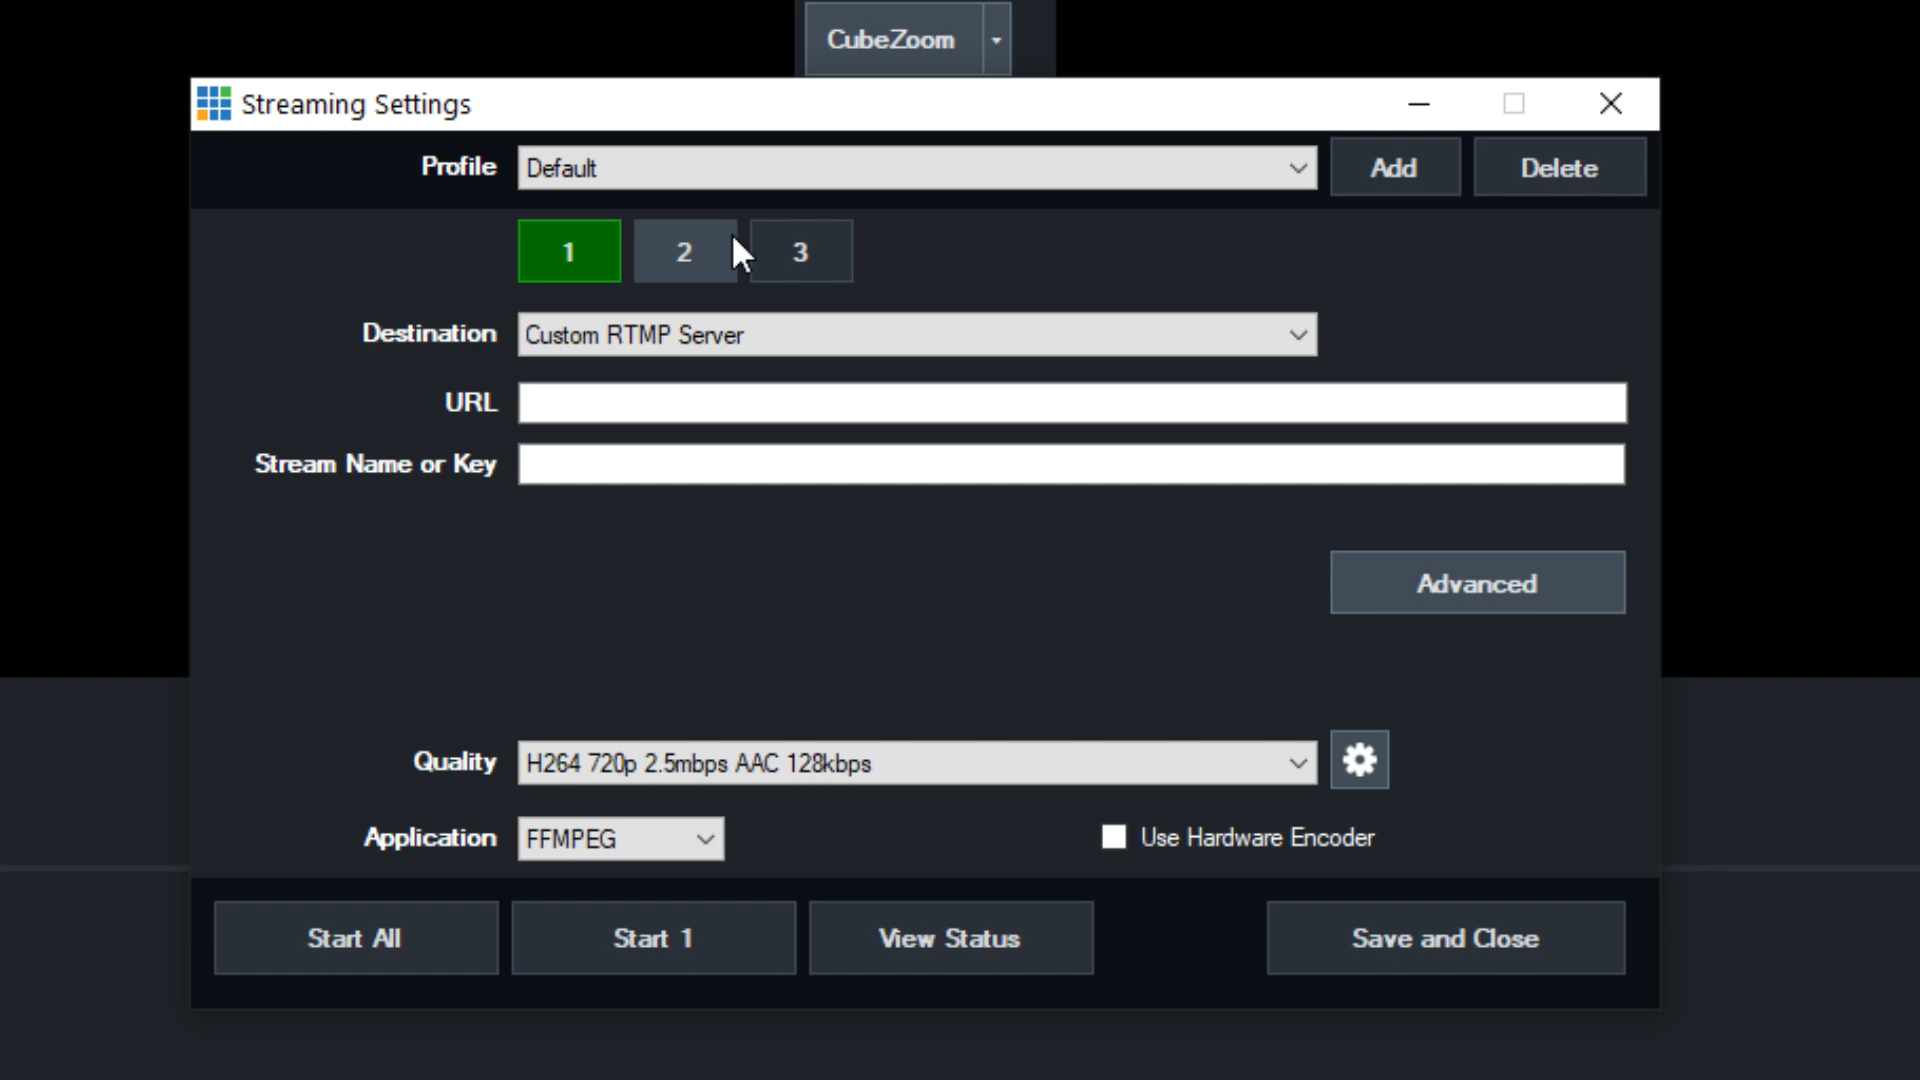 CubeZoom
Streaming Settings
Profile Default Add Delete
1 2 3
Destination Custom RTMP Server
URL
Stream Name or Key
Advanced
Quality H264 720p 2.5mbps AAC 128kbps
Application FFMPEG Use Hardware Encoder
Start All Start 1 View Status Save and Close